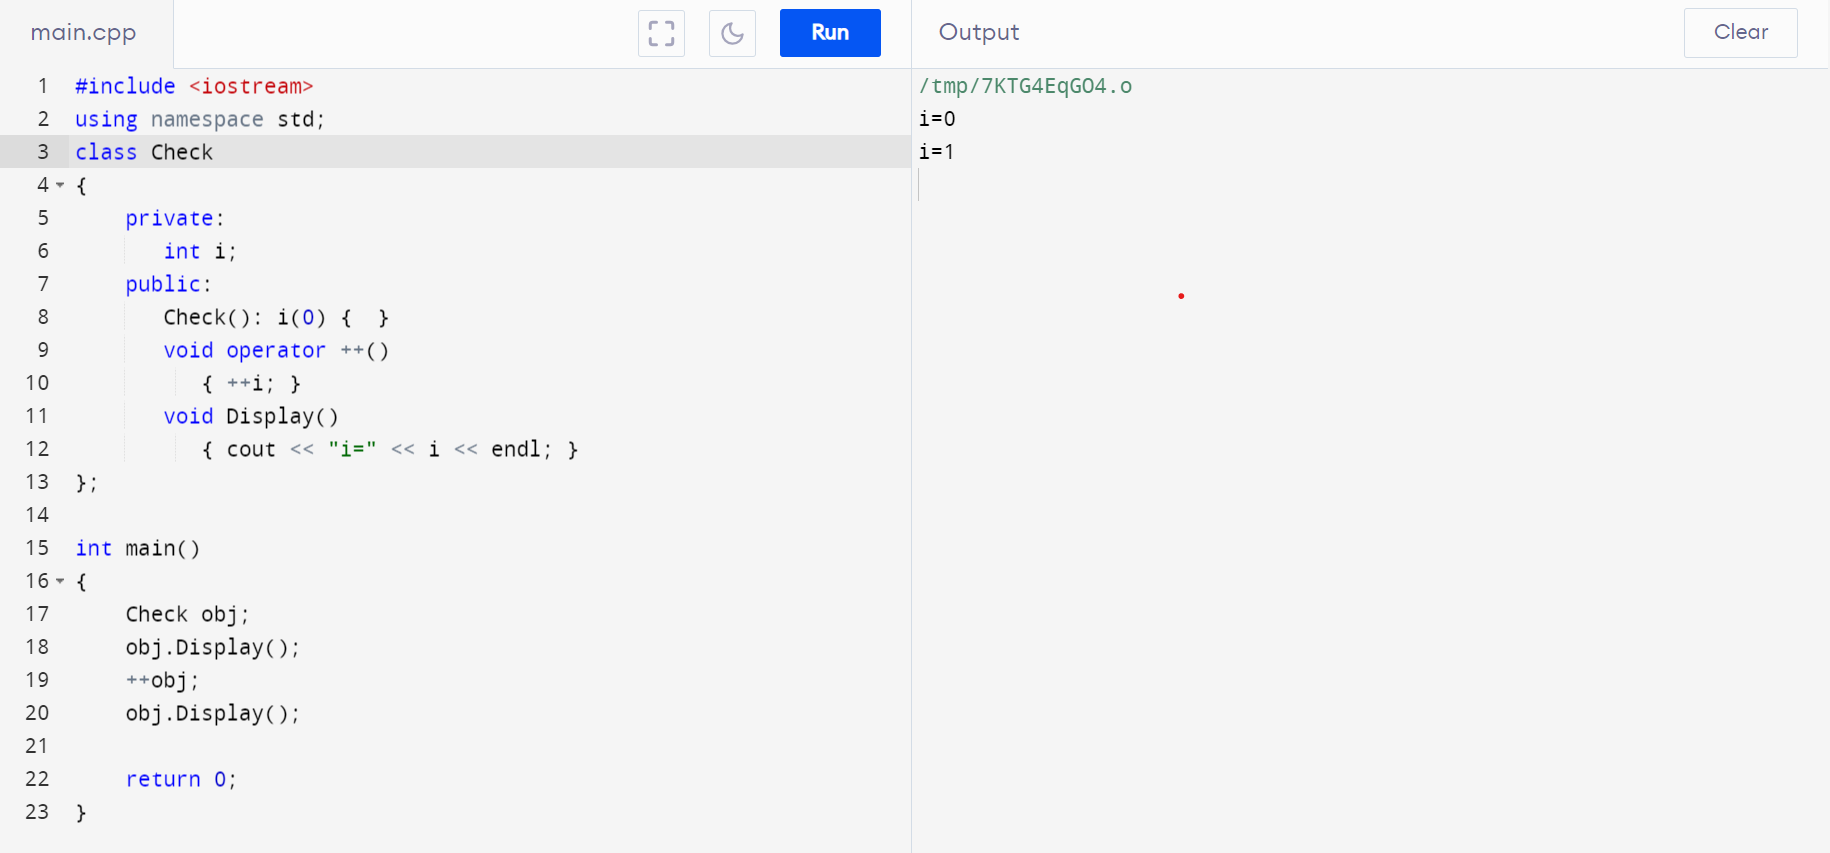 main.cpp
Run
Output
Clear
1 #include <iostream>
2 using namespace std;
3 class Check
4 {
5     private:
6        int i;
7     public:
8        Check(): i(0) {  }
9        void operator ++()
10           { ++i; }
11        void Display()
12           { cout << "i=" << i << endl; }
13 };
14
15 int main()
16 {
17     Check obj;
18     obj.Display();
19     ++obj;
20     obj.Display();
21
22     return 0;
23 }
/tmp/7KTG4EqGO4.o
i=0
i=1